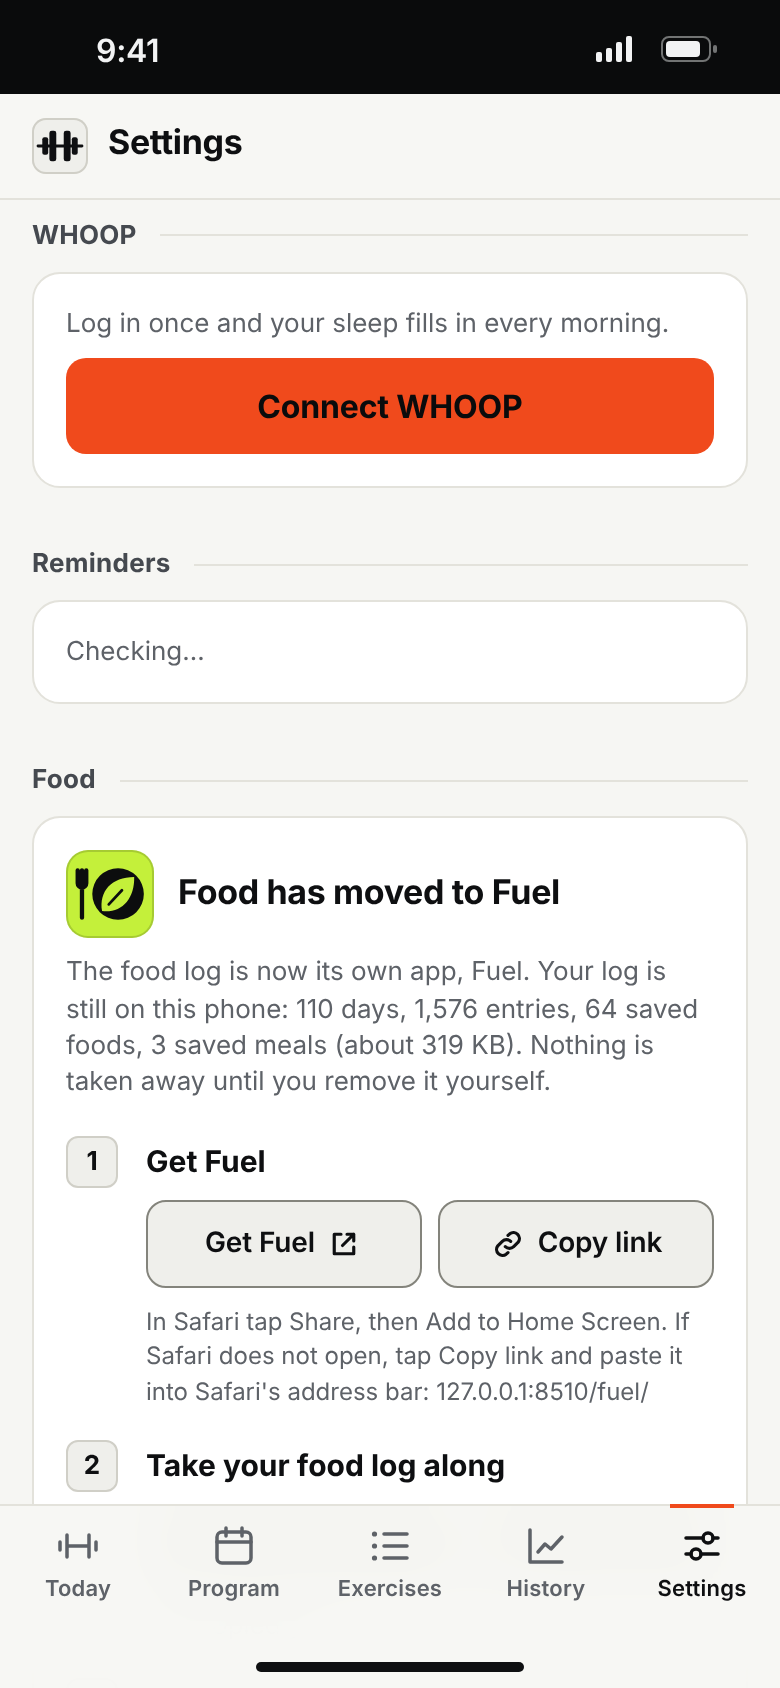 9:41
Settings
WHOOP
Log in once and your sleep fills in every morning.
Connect WHOOP
Reminders
Checking...
Food
Food has moved to Fuel
The food log is now its own app, Fuel. Your log is
still on this phone: 110 days, 1,576 entries, 64 saved
foods, 3 saved meals (about 319 KB). Nothing is
taken away until you remove it yourself.
1
Get Fuel
Get Fuel
Copy link
In Safari tap Share, then Add to Home Screen. If
Safari does not open, tap Copy link and paste it
into Safari's address bar: 127.0.0.1:8510/fuel/
2
Take your food log along
Today
Program
Exercises
History
Settings